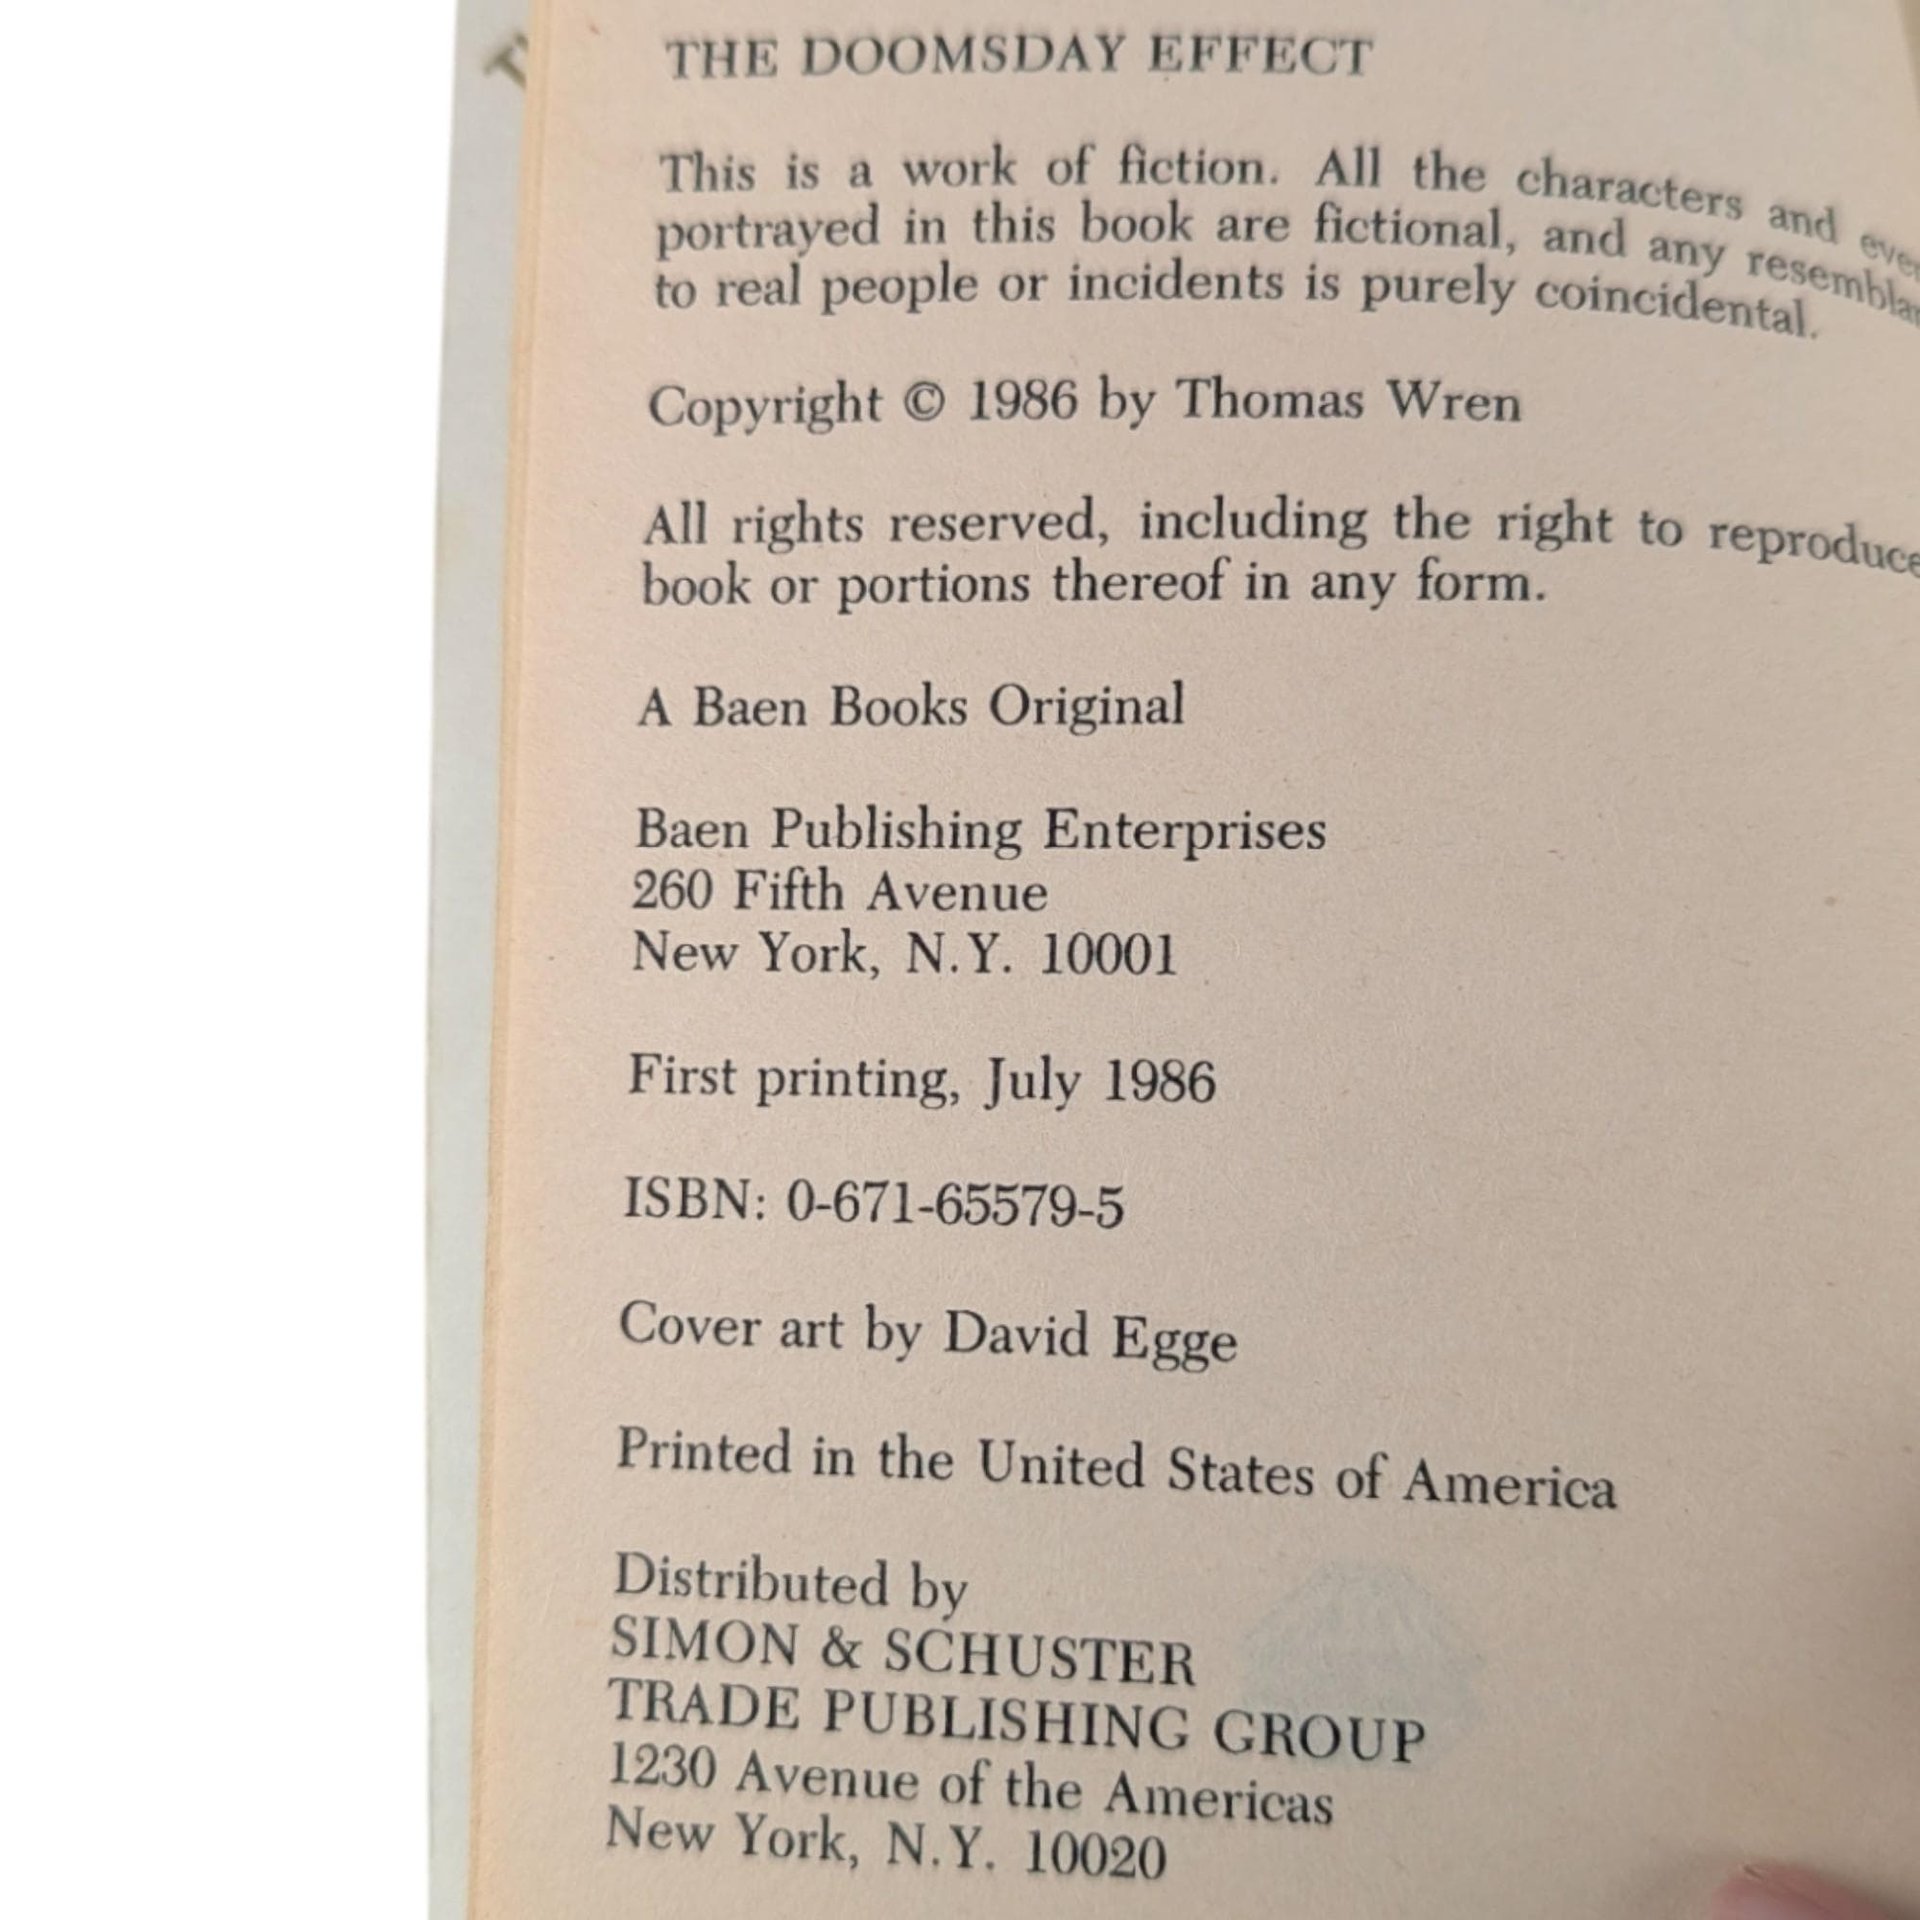 THE DOOMSDAY EFFECT
This is a work of fiction. All the characters and
portrayed in this book are fictional, and any
to real people or incidents is purely coincidental.
Copyright © 1986 by Thomas Wren
All rights reserved, including the right to reproduce
book or portions thereof in any form.
A Baen Books Original
Baen Publishing Enterprises
260 Fifth Avenue
New York, N.Y. 10001
First printing, July 1986
ISBN: 0-671-65579-5
Cover art by David Egge
Printed in the United States of America
Distributed by
SIMON & SCHUSTER
TRADE PUBLISHING GROUP
1230 Avenue of the Americas
New York, N.Y. 10020